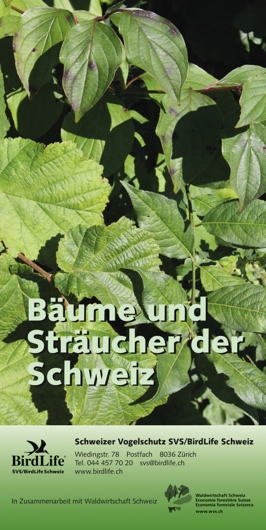 Bäume und
Sträucher der
Schweiz
BirdLife
SVS/BirdLife Schweiz
Schweizer Vogelschutz SVS/BirdLife Schweiz
Wiedingstr. 78 Postfach 8036 Zürich
Tel. 044 457 70 20 svs@birdlife.ch
www.birdlife.ch
In Zusammenarbeit mit Waldwirtschaft Schweiz
Waldwirtschaft Schweiz
Economie forestière Suisse
Economia forestale Svizzera
www.wvs.ch